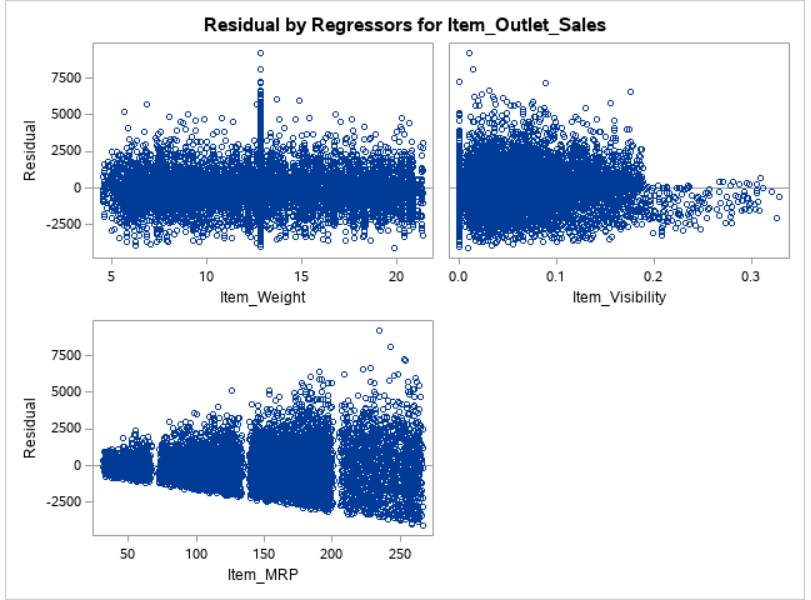 Residual by Regressors for Item_Outlet_Sales
Residual
7500
5000
2500
0
-2500
5 10 15 20
Item_Weight
0.0 0.1 0.2 0.3
Item_Visibility
Residual
7500
5000
2500
0
-2500
50 100 150 200 250
Item_MRP